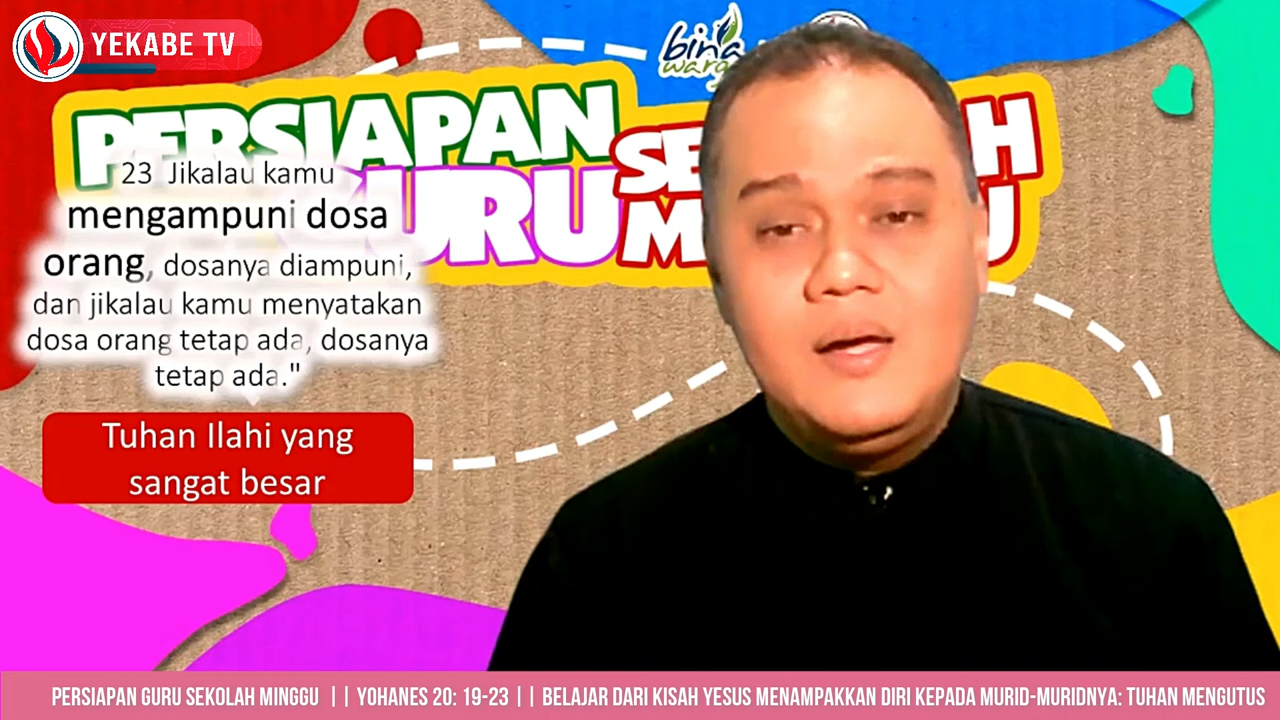 YEKABE TV
bina
PERSIAPAN
GURU
23 Jikalau kamu
mengampuni dosa
orang, dosanya diampuni,
dan jikalau kamu menyatakan
dosa orang tetap ada, dosanya
tetap ada."
Tuhan Ilahi yang
sangat besar
PERSIAPAN GURU SEKOLAH MINGGU || YOHANES 20: 19-23 || BELAJAR DARI KISAH YESUS MENAMPAKKAN DIRI KEPADA MURID-MURIDNYA: TUHAN MENGUTUS